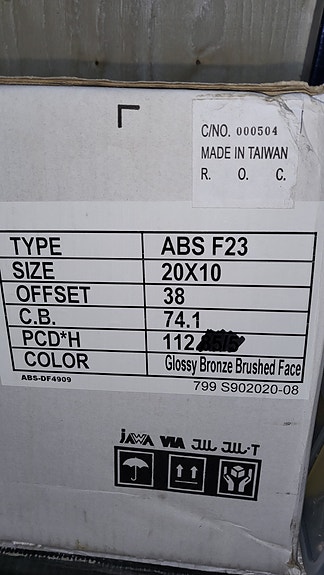 C/NO. 000504
MADE IN TAIWAN
R. O. C.
TYPE ABS F23
SIZE 20X10
OFFSET 38
C.B. 74.1
PCD*H 112
COLOR Glossy Bronze Brushed Face
ABS-DF4909
799 S902020-08
JAWA VIA JWL JWL-T